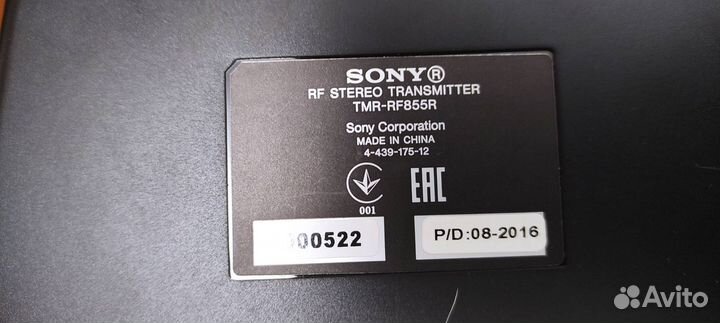 SONY®
RF STEREO TRANSMITTER
TMR-RF855R
Sony Corporation
MADE IN CHINA
4-439-175-12
001
EAC
00522
P/D:08-2016
Avito